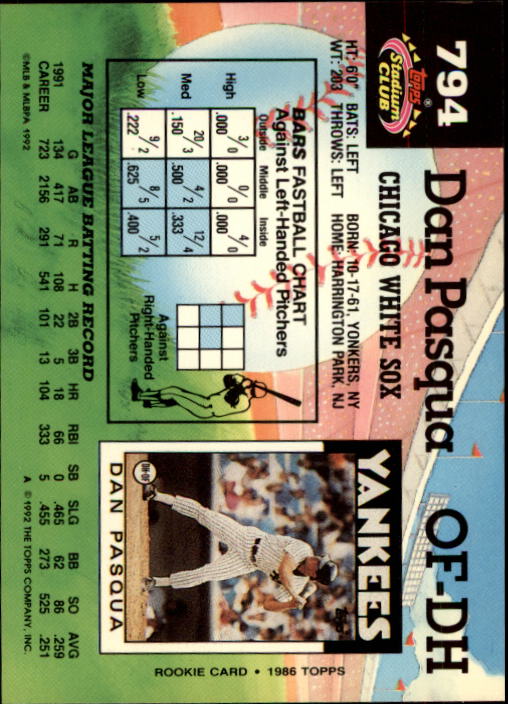 794
Topps®
Stadium
CLUB
Dan Pasqua OF-DH
CHICAGO WHITE SOX
HT: 6'0" BATS: LEFT BORN: 10-17-61, YONKERS, NY
WT: 203 THROWS: LEFT HOME: HARRINGTON PARK, NJ
BARS FASTBALL CHART
Against Left-Handed Pitchers
Outside Middle Inside
High 3/0 .000 0/0 .000 4/0 .000
Med 20/3 .150 4/2 .500 12/4 .333
Low 9/2 .222 8/5 .625 5/2 .400
Against
Right-Handed
Pitchers
YANKEES
Topps
OH-OF
DAN PASQUA
ROOKIE CARD • 1986 TOPPS
MAJOR LEAGUE BATTING RECORD
G AB R H 2B 3B HR RBI SB SLG BB SO AVG
1991 134 417 71 108 22 5 18 66 0 .465 62 86 .259
CAREER 723 2156 291 541 101 13 104 333 5 .455 273 525 .251
©MLB & MLBPA 1992
A © 1992 THE TOPPS COMPANY, INC.